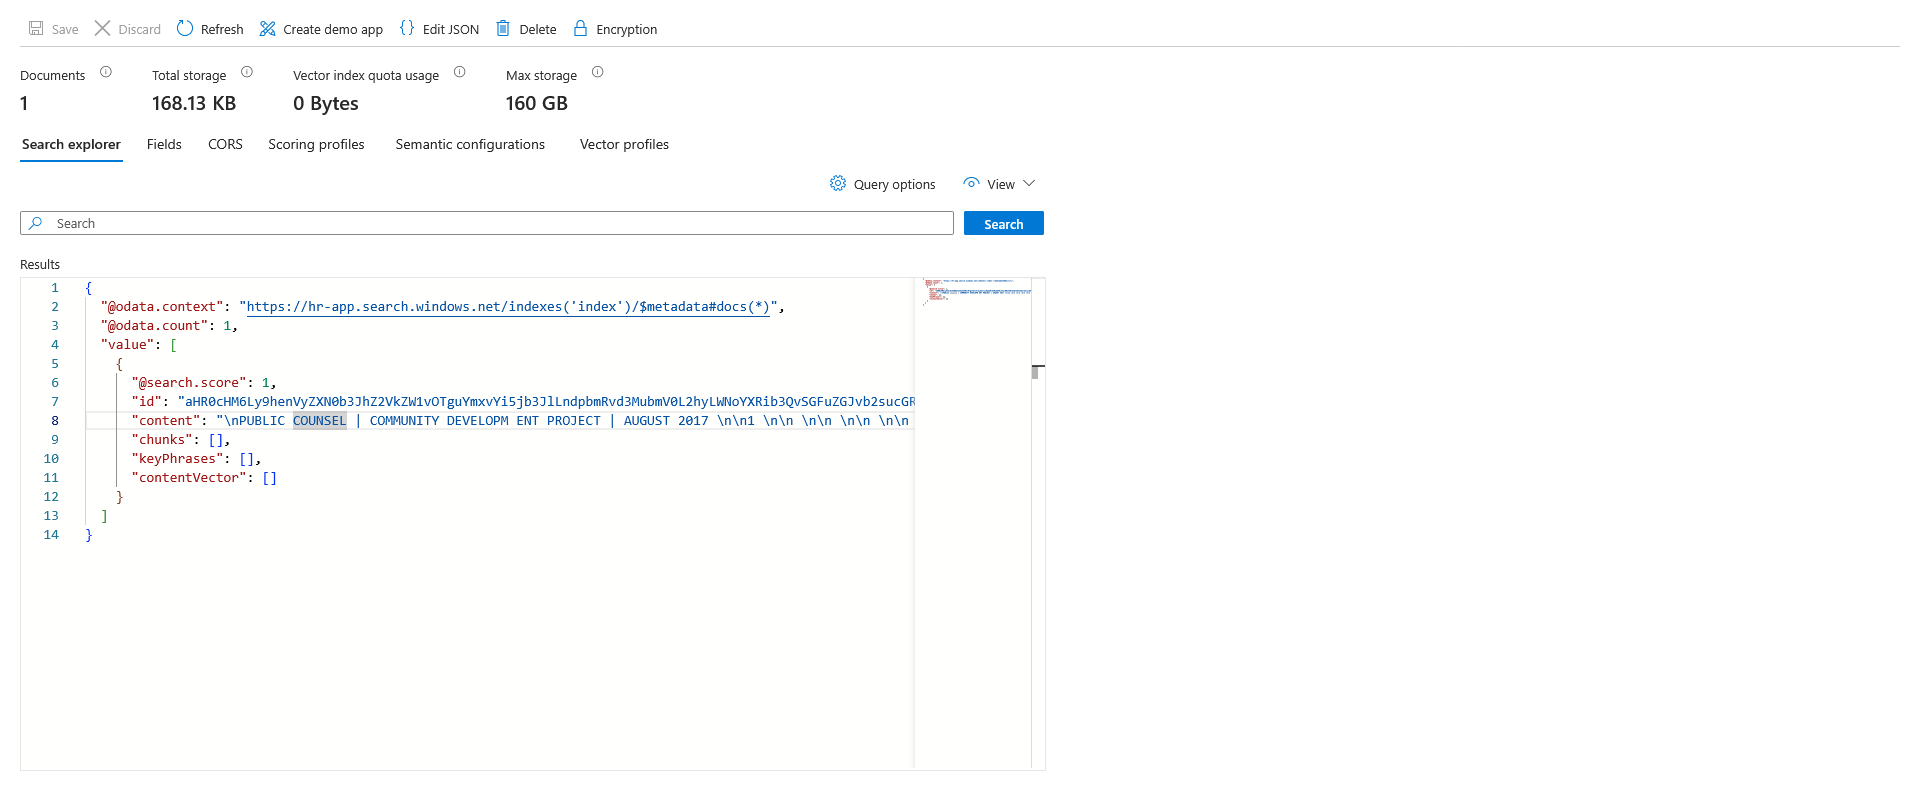 Save Discard Refresh Create demo app {} Edit JSON Delete Encryption
Documents Total storage Vector index quota usage Max storage
1 168.13 KB 0 Bytes 160 GB
Search explorer Fields CORS Scoring profiles Semantic configurations Vector profiles
Query options View
Search Search
Results
1 {
2 "@odata.context": "https://hr-app.search.windows.net/indexes('index')/$metadata#docs(*)",
3 "@odata.count": 1,
4 "value": [
5 {
6 "@search.score": 1,
7 "id": "aHR0cHM6Ly9henVyZXN0b3JhZ2VkZW1vOTguYmxvYi5jb3JlLndpbmRvd3MubmV0L2hyLWNoYXRib3QvSGFuZGJvb2sucGR
8 "content": "\nPUBLIC COUNSEL | COMMUNITY DEVELOPM ENT PROJECT | AUGUST 2017 \n\n1 \n\n \n\n \n\n \n\n
9 "chunks": [],
10 "keyPhrases": [],
11 "contentVector": []
12 }
13 ]
14 }